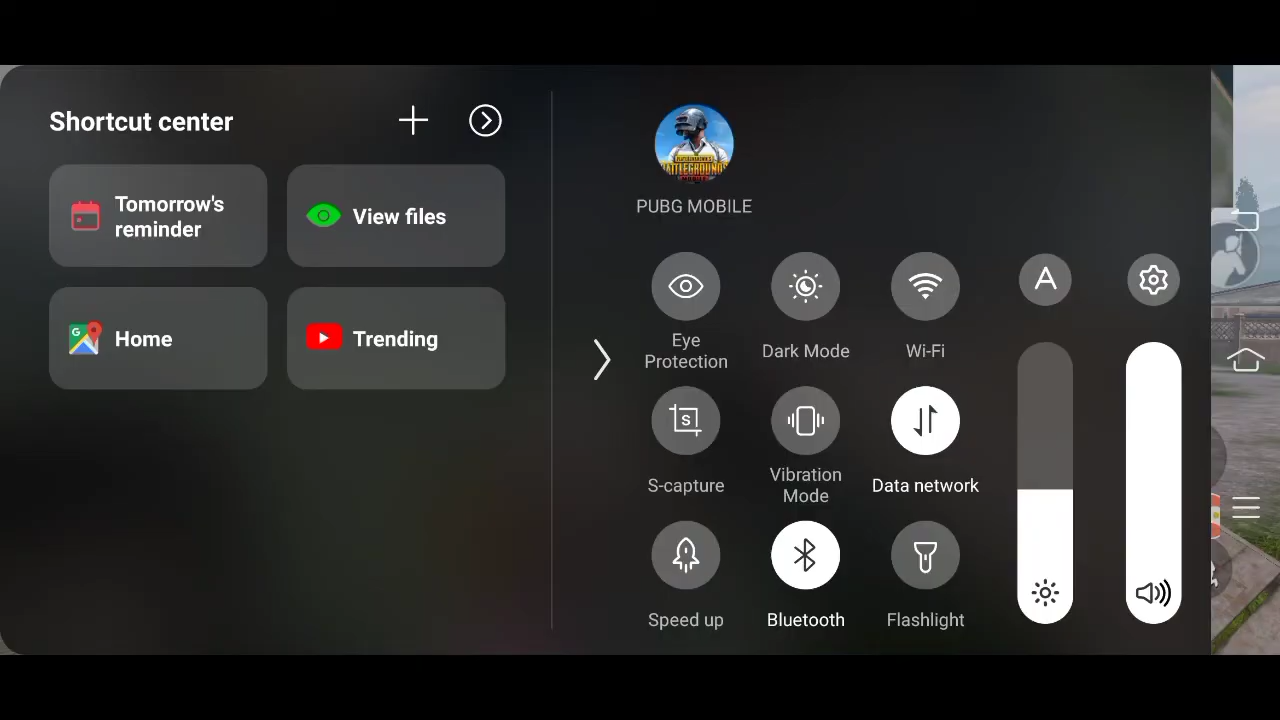 Shortcut center
Tomorrow's
reminder
View files
Home
Trending
BATTLEGROUNDS
PUBG MOBILE
Eye
Protection
Dark Mode
Wi-Fi
A
S
S-capture
Vibration
Mode
Data network
Speed up
Bluetooth
Flashlight